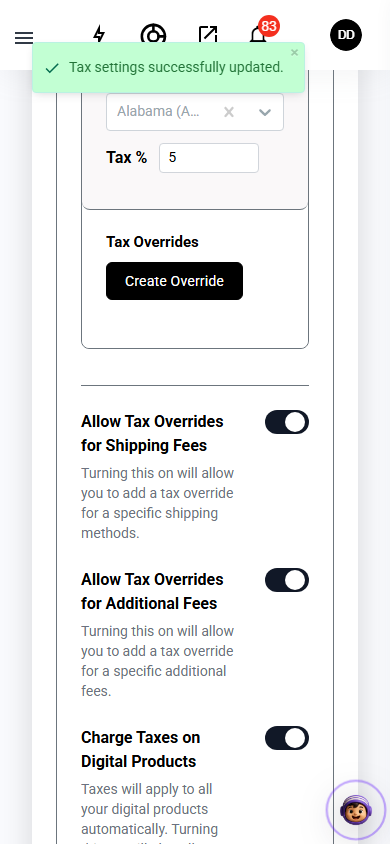 83
DD
Tax settings successfully updated.
×
Alabama (A...
Tax %
5
Tax Overrides
Create Override
Allow Tax Overrides
for Shipping Fees
Turning this on will allow
you to add a tax override
for a specific shipping
methods.
Allow Tax Overrides
for Additional Fees
Turning this on will allow
you to add a tax override
for a specific additional
fees.
Charge Taxes on
Digital Products
Taxes will apply to all
your digital products
automatically. Turning